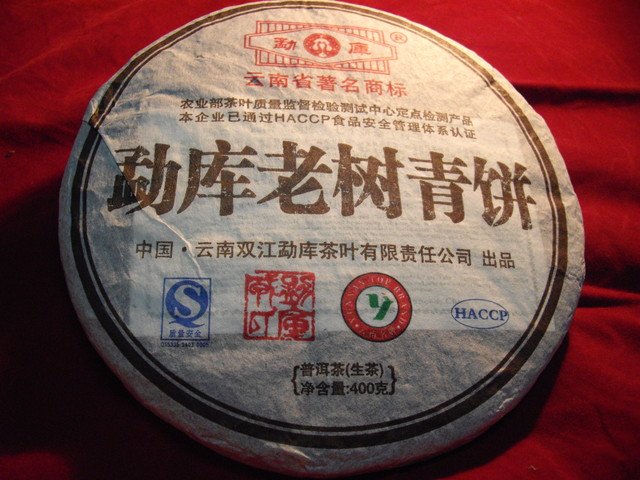 勐 库 ®
云南省著名商标
农业部茶叶质量监督检验测试中心定点检测产品
本企业已通过HACCP食品安全管理体系认证
勐库老树青饼
中国·云南双江勐库茶叶有限责任公司 出品
质量安全
HACCP
普洱茶(生茶)
净含量:400克